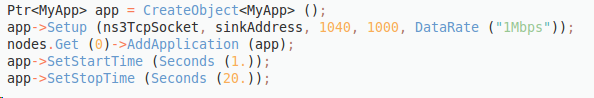 Ptr<MyApp> app = CreateObject<MyApp> ();
app->Setup (ns3TcpSocket, sinkAddress, 1040, 1000, DataRate ("1Mbps"));
nodes.Get (0)->AddApplication (app);
app->SetStartTime (Seconds (1.));
app->SetStopTime (Seconds (20.));